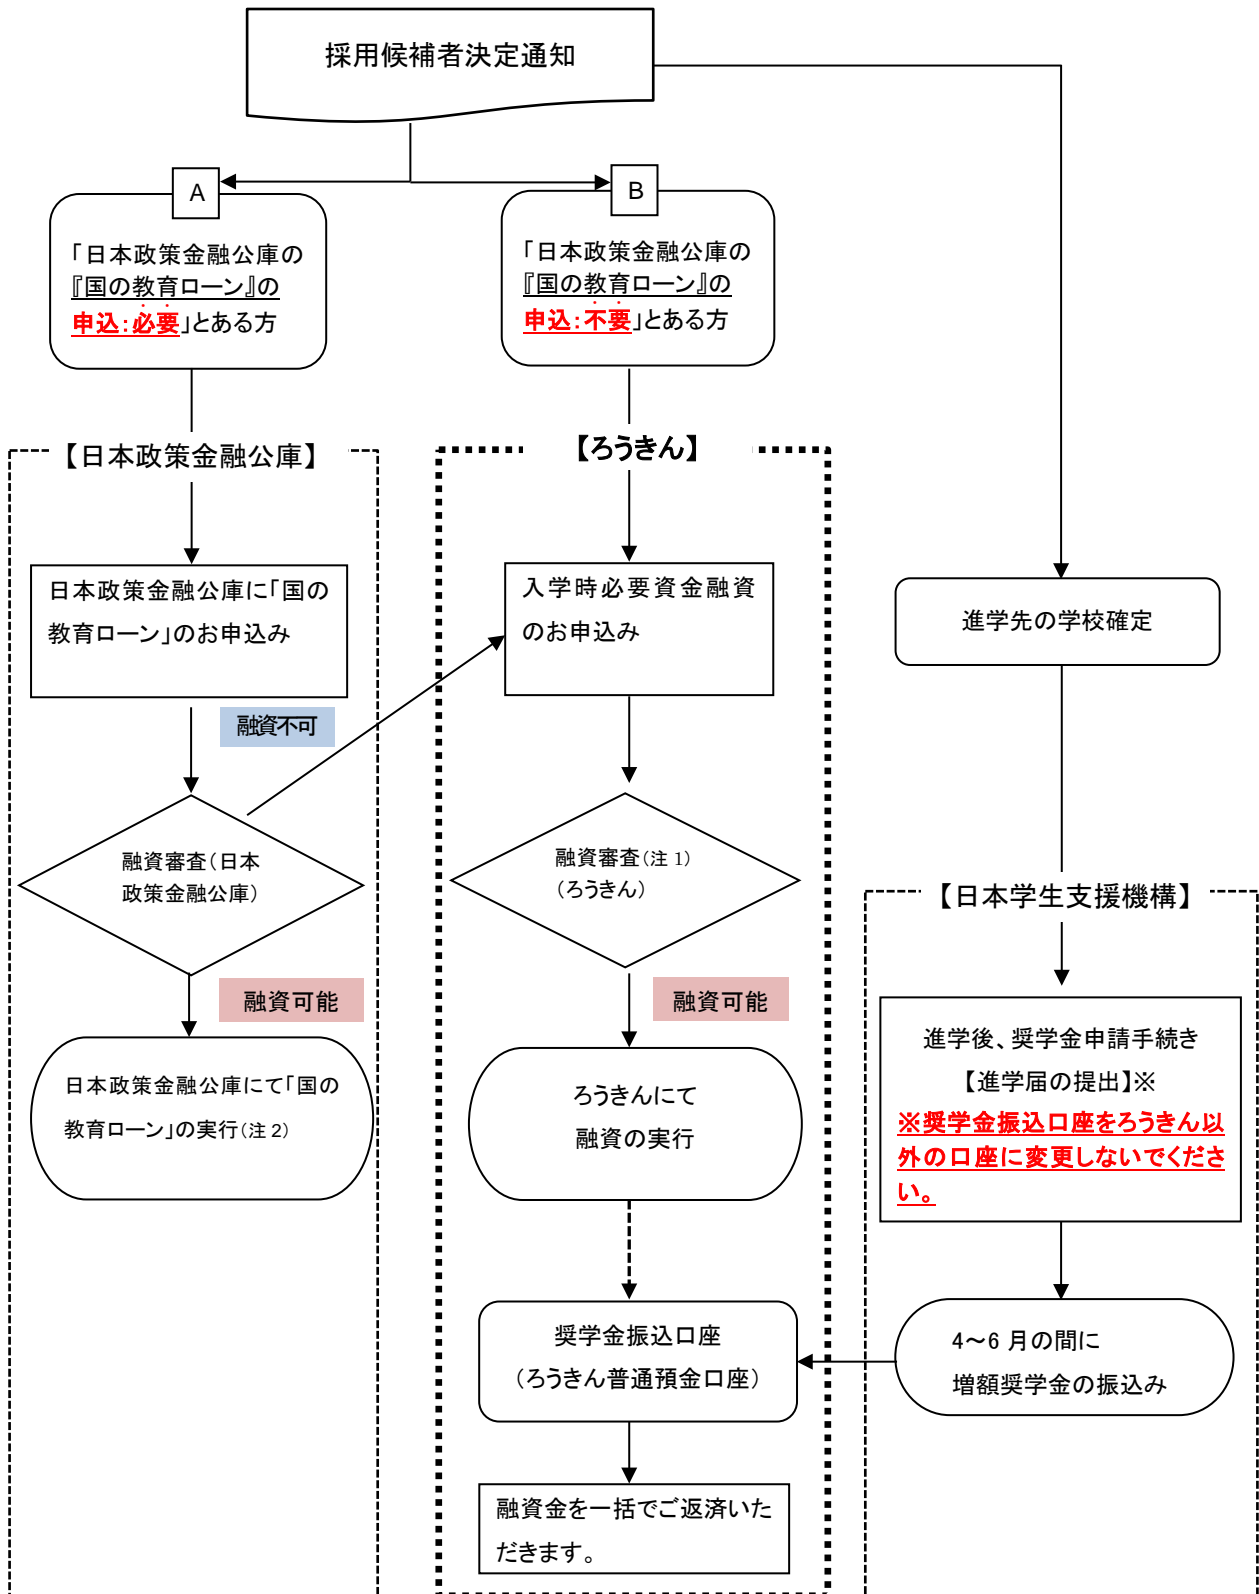 採用候補者決定通知
A
「日本政策金融公庫の
『国の教育ローン』の
申込：必要」とある方
B
「日本政策金融公庫の
『国の教育ローン』の
申込：不要」とある方
【日本政策金融公庫】
日本政策金融公庫に「国の
教育ローン」のお申込み
融資不可
融資審査（日本
政策金融公庫）
融資可能
日本政策金融公庫にて「国の
教育ローン」の実行（注 2）
【ろうきん】
入学時必要資金融資
のお申込み
融資審査（注 1）
（ろうきん）
融資可能
ろうきんにて
融資の実行
奨学金振込口座
（ろうきん普通預金口座）
融資金を一括でご返済いた
だきます。
進学先の学校確定
【日本学生支援機構】
進学後、奨学金申請手続き
【進学届の提出】※
※奨学金振込口座をろうきん以
外の口座に変更しないでくださ
い。
4～6 月の間に
増額奨学金の振込み